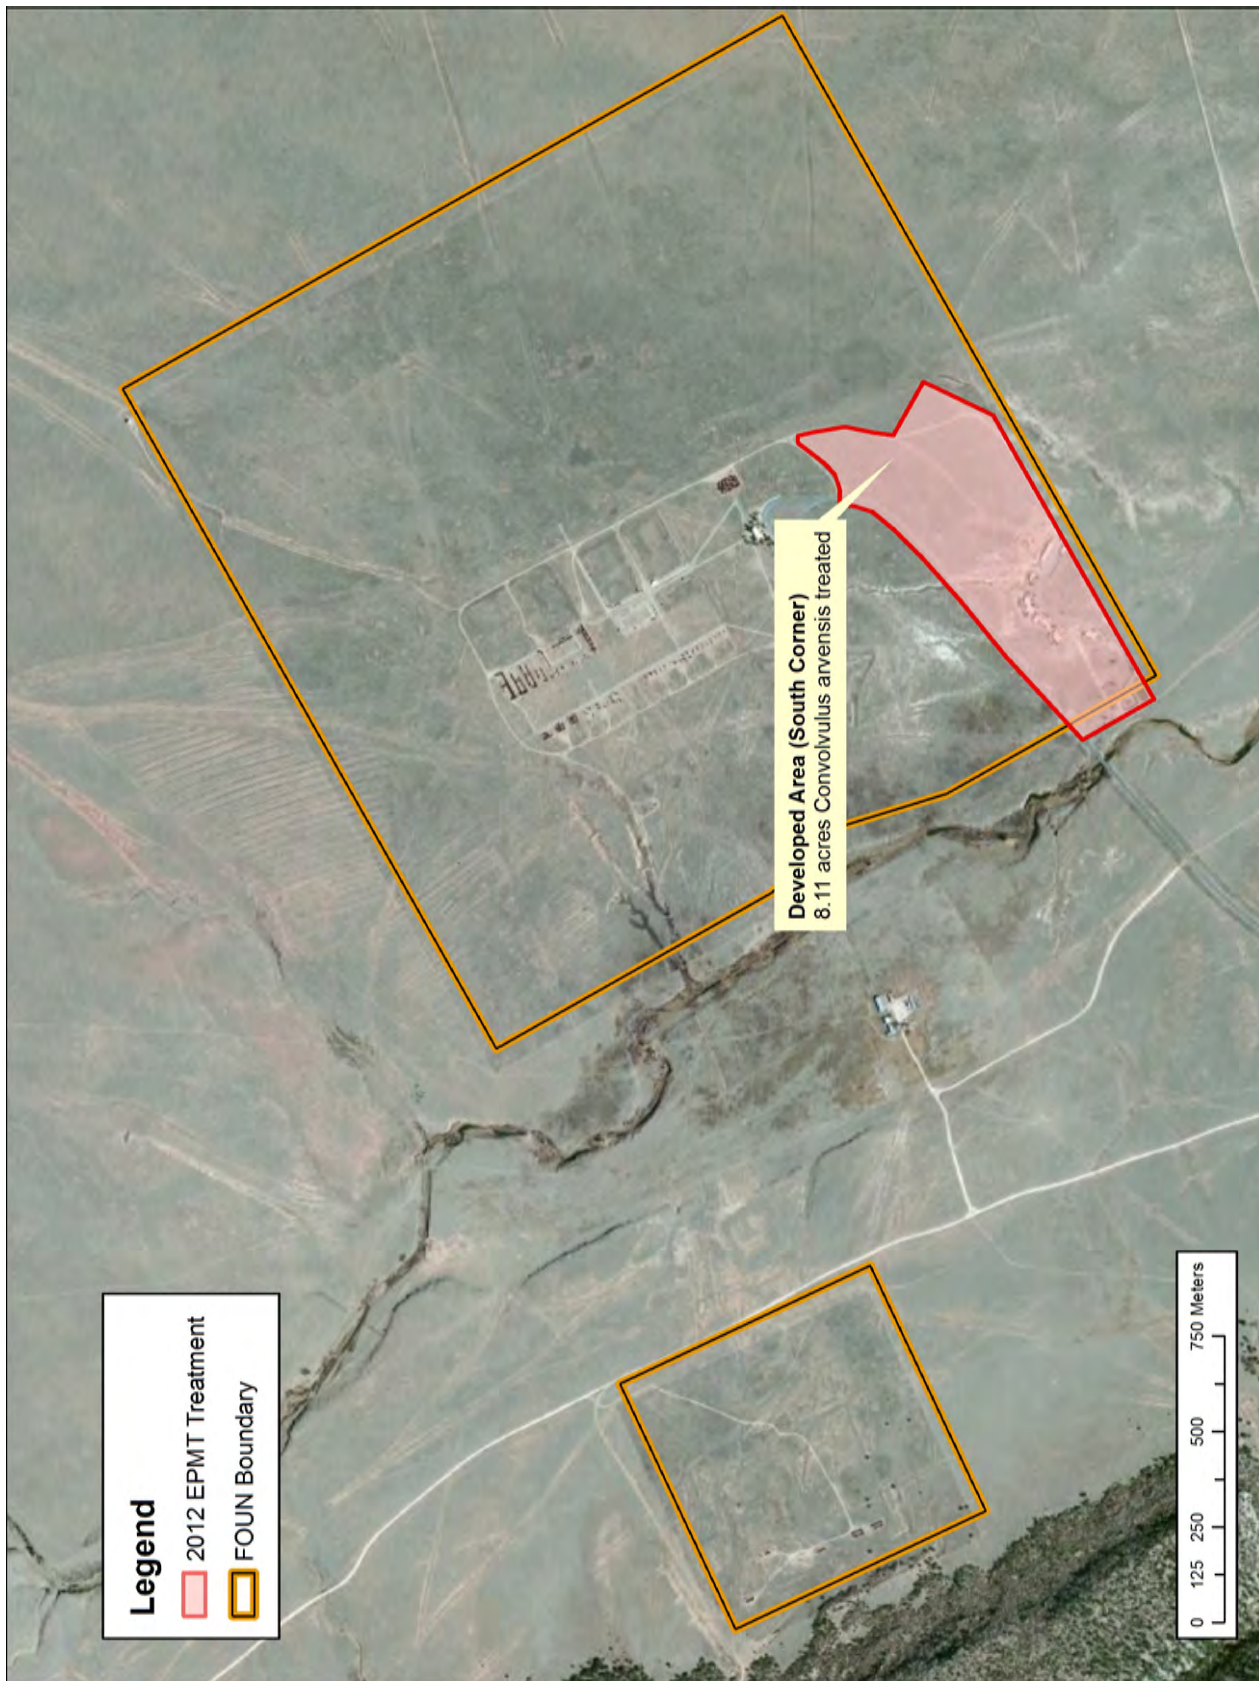 Legend
2012 EPMT Treatment
FOUN Boundary
Developed Area (South Corner)
8.11 acres Convolvulus arvensis treated
0 125 250 500 750 Meters